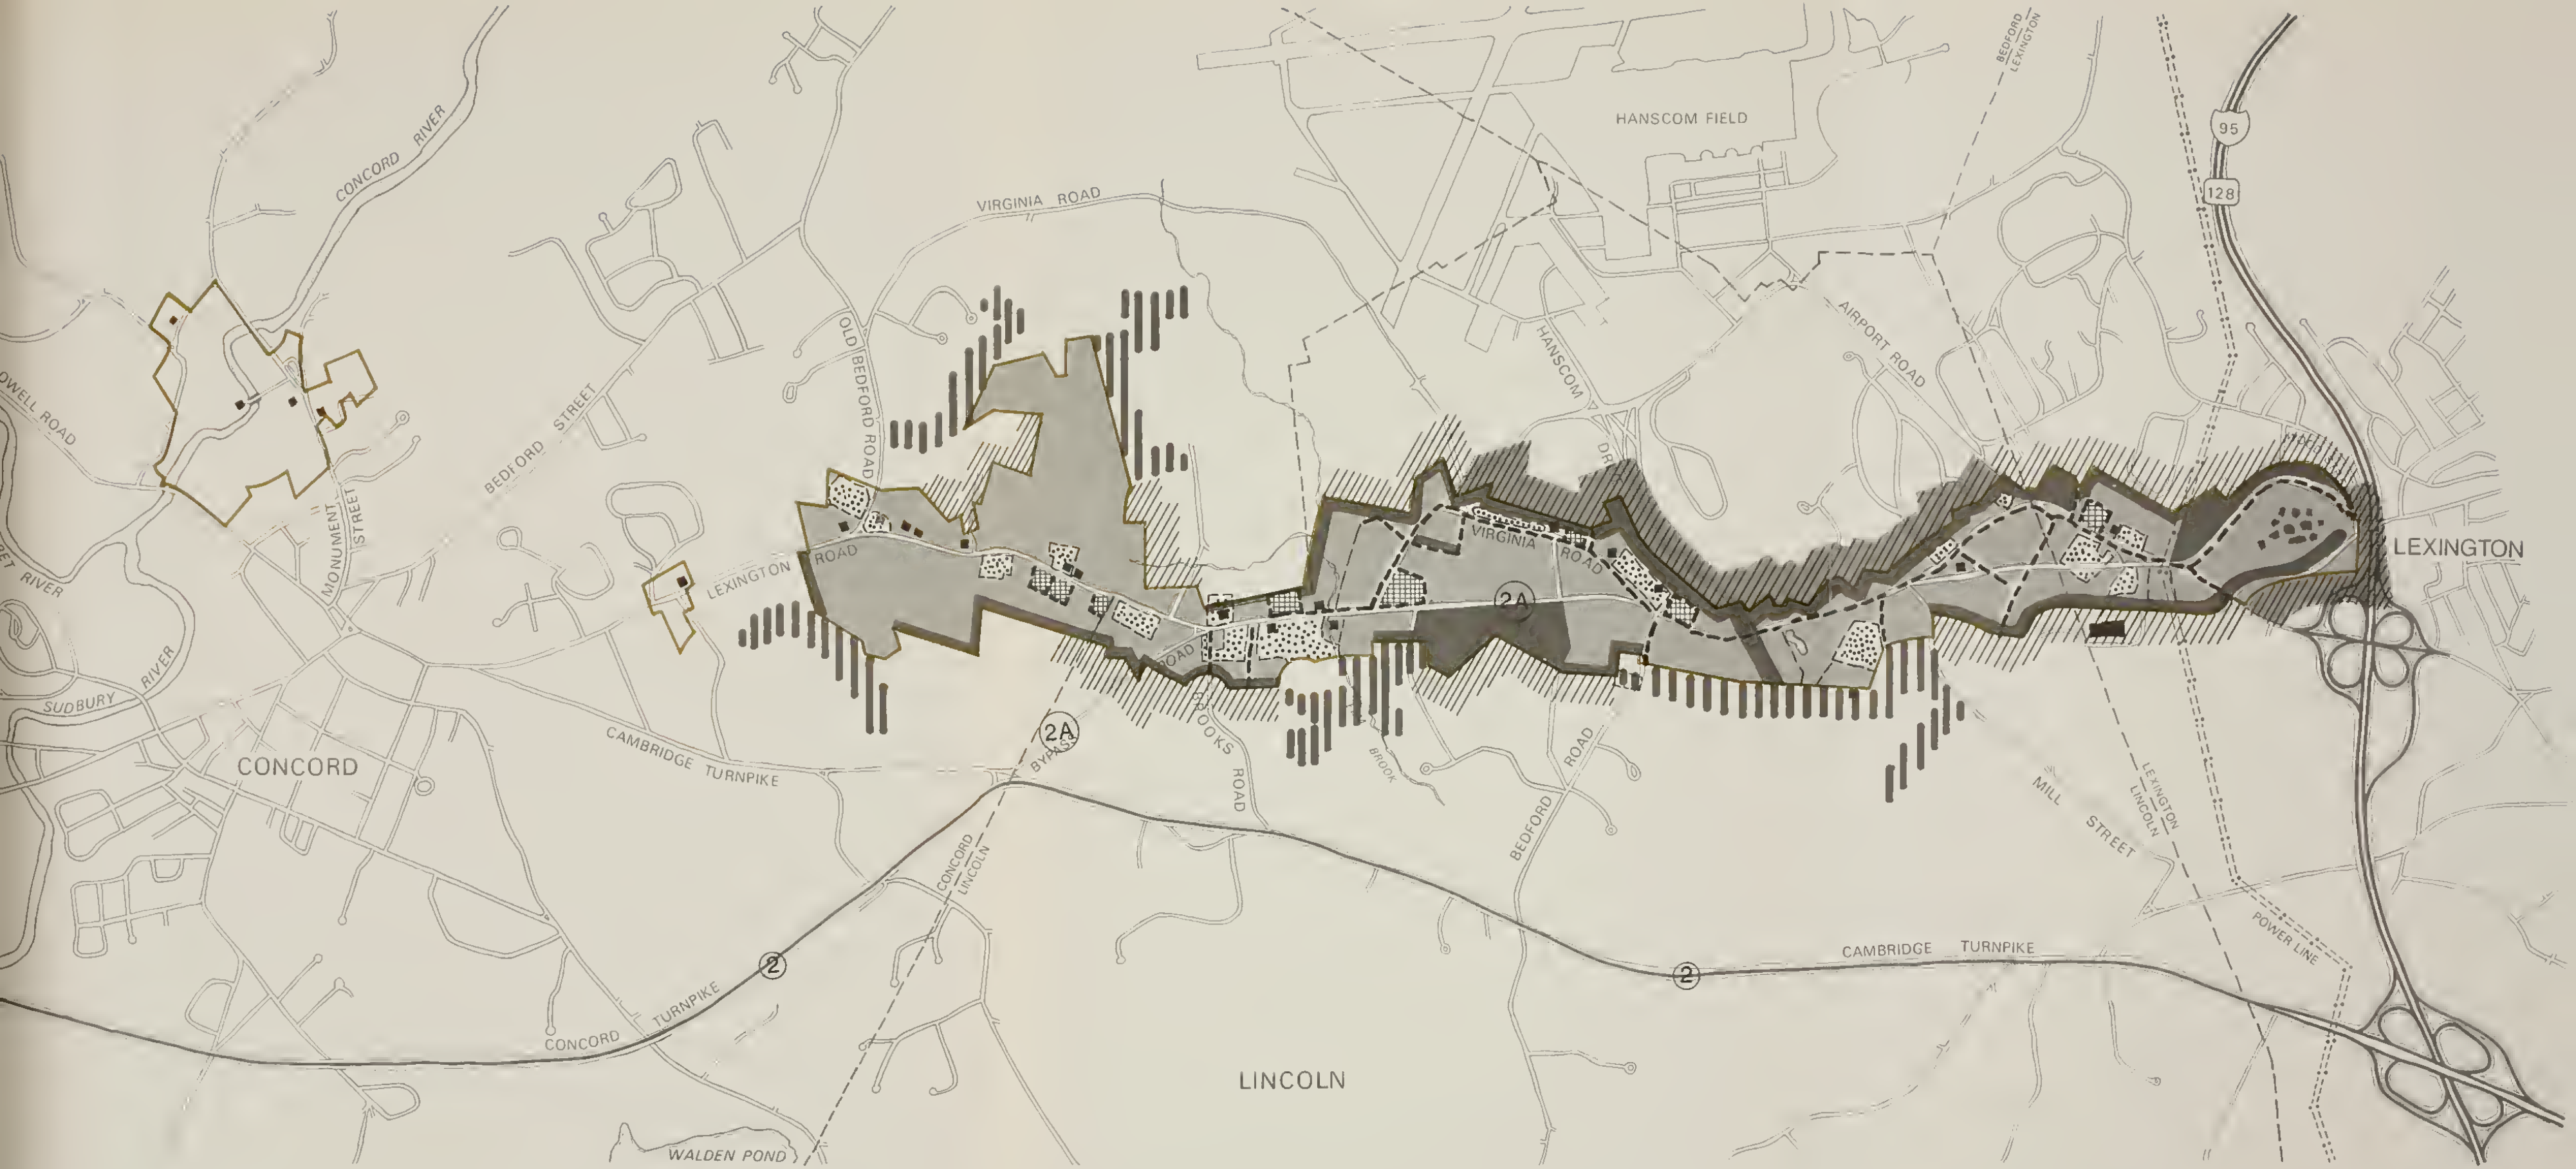 BEDFORD
LEXINGTON
95
128
HANSCOM FIELD
CONCORD RIVER
VIRGINIA ROAD
AIRPORT ROAD
HANSCOM DR
OLD BEDFORD ROAD
OWELL ROAD
BEDFORD STREET
MONUMENT STREET
LEXINGTON ROAD
VIRGINIA ROAD
LEXINGTON
2A
ET RIVER
SUDBURY RIVER
ROAD
BROOKS ROAD
2A
BYPASS
BROOK
CONCORD
CAMBRIDGE TURNPIKE
BEDFORD ROAD
MILL STREET
LEXINGTON
LINCOLN
CONCORD
LINCOLN
POWER LINE
CAMBRIDGE TURNPIKE
2
2
CONCORD TURNPIKE
LINCOLN
WALDEN POND